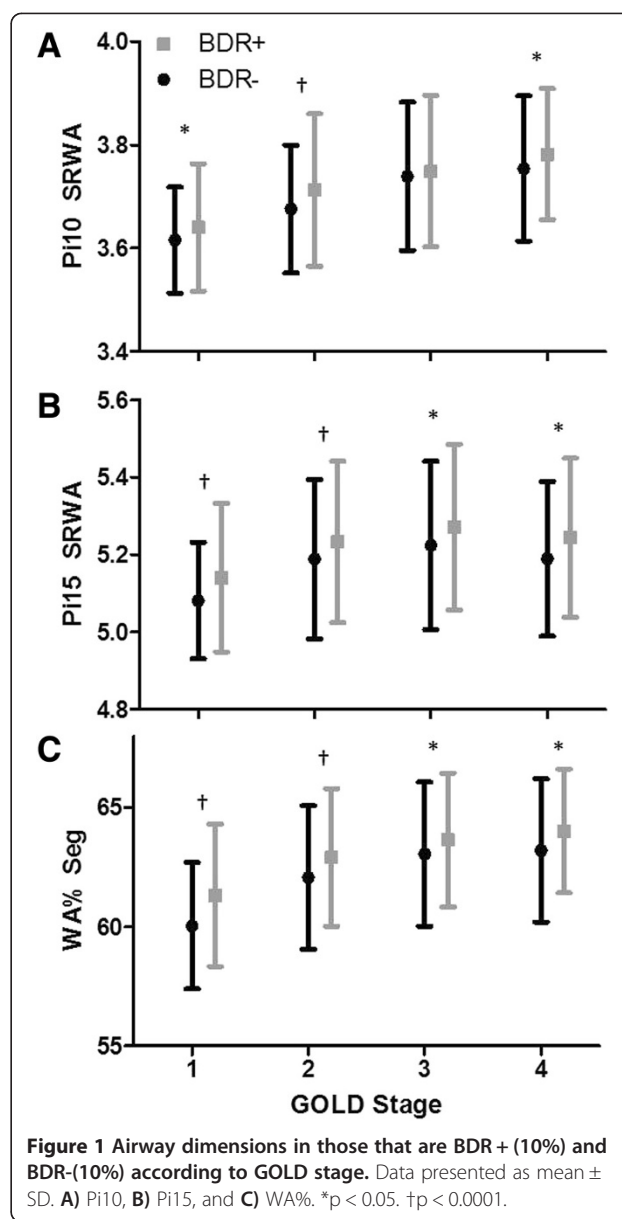 A
BDR+
BDR-
*
†
*
Pi10 SRWA
4.0
3.8
3.6
3.4
B
†
†
*
*
Pi15 SRWA
5.6
5.4
5.2
5.0
4.8
C
†
†
*
*
WA% Seg
65
60
55
1 2 3 4
GOLD Stage
Figure 1 Airway dimensions in those that are BDR + (10%) and
BDR-(10%) according to GOLD stage. Data presented as mean ±
SD. A) Pi10, B) Pi15, and C) WA%. *p < 0.05. †p < 0.0001.